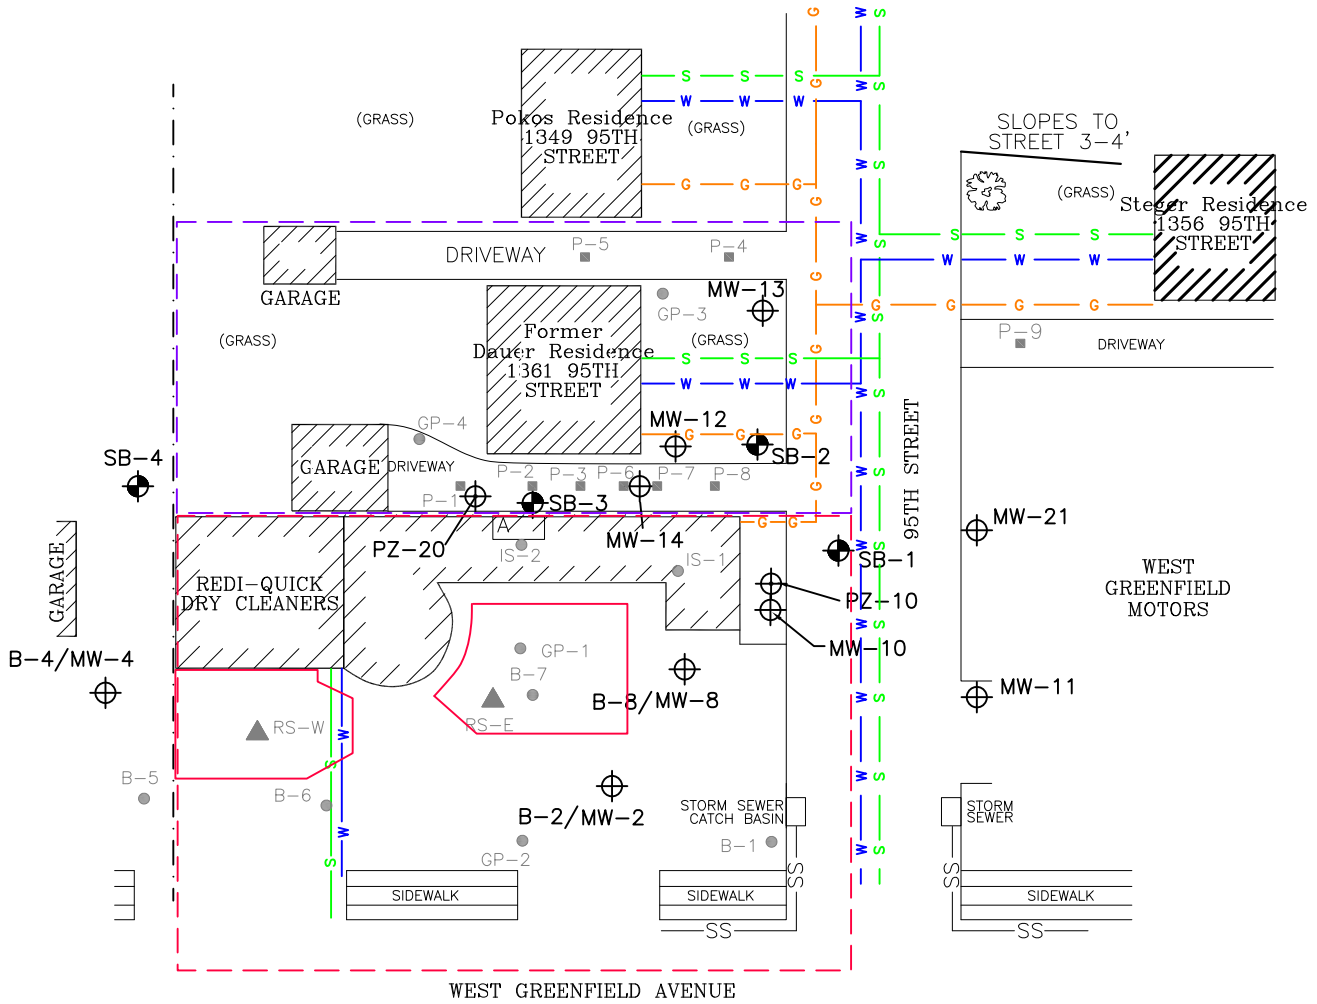 G
W
S
S
S
S
W
W
W
G
W
S
(GRASS)
Pokos Residence
1349 95TH
STREET
(GRASS)
SLOPES TO
STREET 3-4'
W
S
G
G
G
G
(GRASS)
Steger Residence
1356 95TH
STREET
S
S
S
W
S
W
W
W
P-5
P-4
DRIVEWAY
GARAGE
G
MW-13
GP-3
G
G
G
W
S
P-9
DRIVEWAY
(GRASS)
Former
Dauer Residence
1361 95TH
STREET
(GRASS)
S
S
S
G
W
W
W
W
S
GP-4
MW-12
G
G
G
G
SB-2
95TH STREET
SB-4
GARAGE
DRIVEWAY
P-2
P-3
P-6
P-7
P-8
P-1
SB-3
G
W
S
A
G
G
PZ-20
IS-2
MW-14
IS-1
SB-1
W
S
MW-21
GARAGE
REDI-QUICK
DRY CLEANERS
PZ-10
WEST
GREENFIELD
MOTORS
W
S
B-4/MW-4
GP-1
B-7
MW-10
B-8/MW-8
MW-11
RS-W
RS-E
W
S
W
S
B-5
B-6
W
S
STORM SEWER
CATCH BASIN
STORM
SEWER
B-2/MW-2
W
S
GP-2
B-1
W
S
SS
SS
SIDEWALK
SIDEWALK
SIDEWALK
SS
SS
WEST GREENFIELD AVENUE